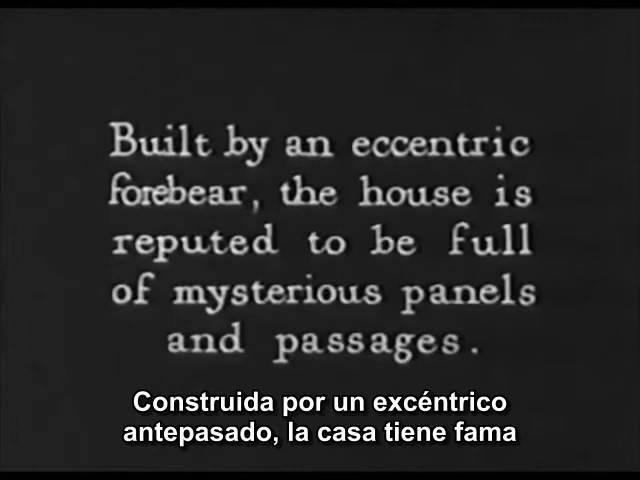 Built by an eccentric
forebear, the house is
reputed to be full
of mysterious panels
and passages.
Construida por un excéntrico
antepasado, la casa tiene fama